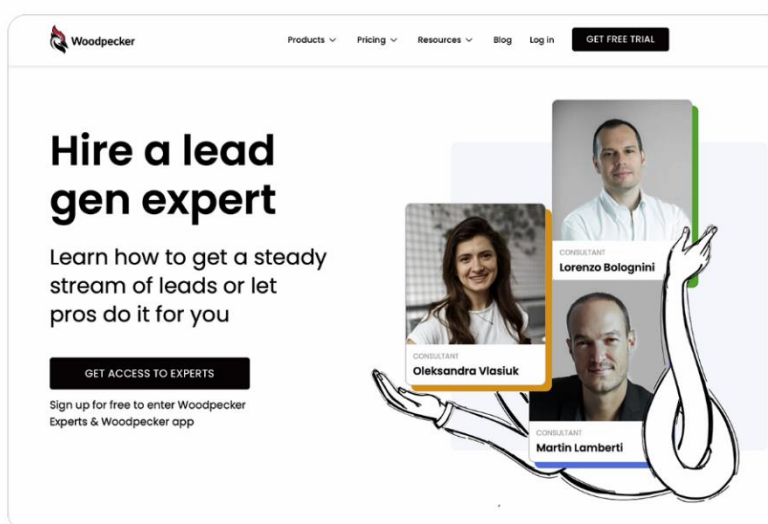 Woodpecker
Products Pricing Resources Blog Log in GET FREE TRIAL
Hire a lead
gen expert
Learn how to get a steady
stream of leads or let
pros do it for you
GET ACCESS TO EXPERTS
Sign up for free to enter Woodpecker
Experts & Woodpecker app
CONSULTANT
Lorenzo Bolognini
CONSULTANT
Oleksandra Vlasiuk
CONSULTANT
Martin Lamberti